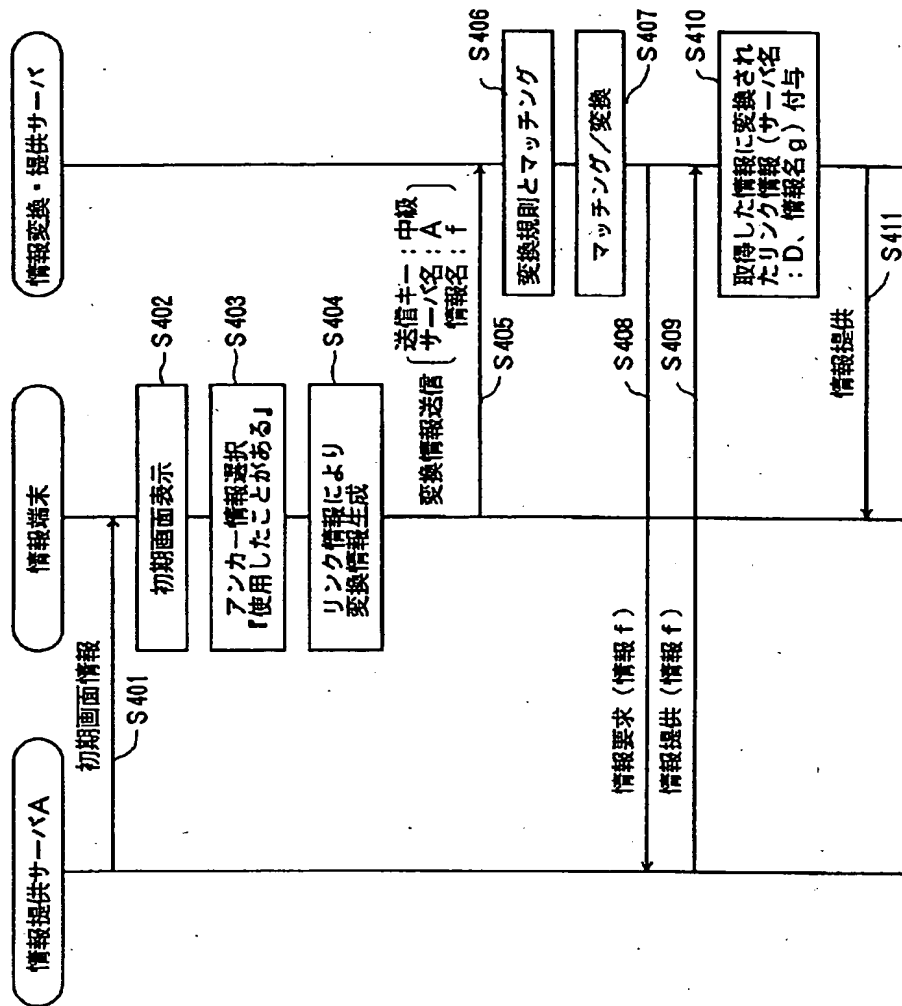 情報提供サーバA
情報端末
情報変換・提供サーバ
初期画面情報
S401
初期画面表示
S402
アンカー情報選択
『使用したことがある』
S403
リンク情報により
変換情報生成
S404
変換情報送信
送信キー：中級
サーバ名：A
情報名：f
S405
変換規則とマッチング
S406
マッチング／変換
S407
情報要求（情報f）
S408
情報提供（情報f）
S409
取得した情報に変換され
たリンク情報（サーバ名
：D、情報名g）付与
S410
情報提供
S411